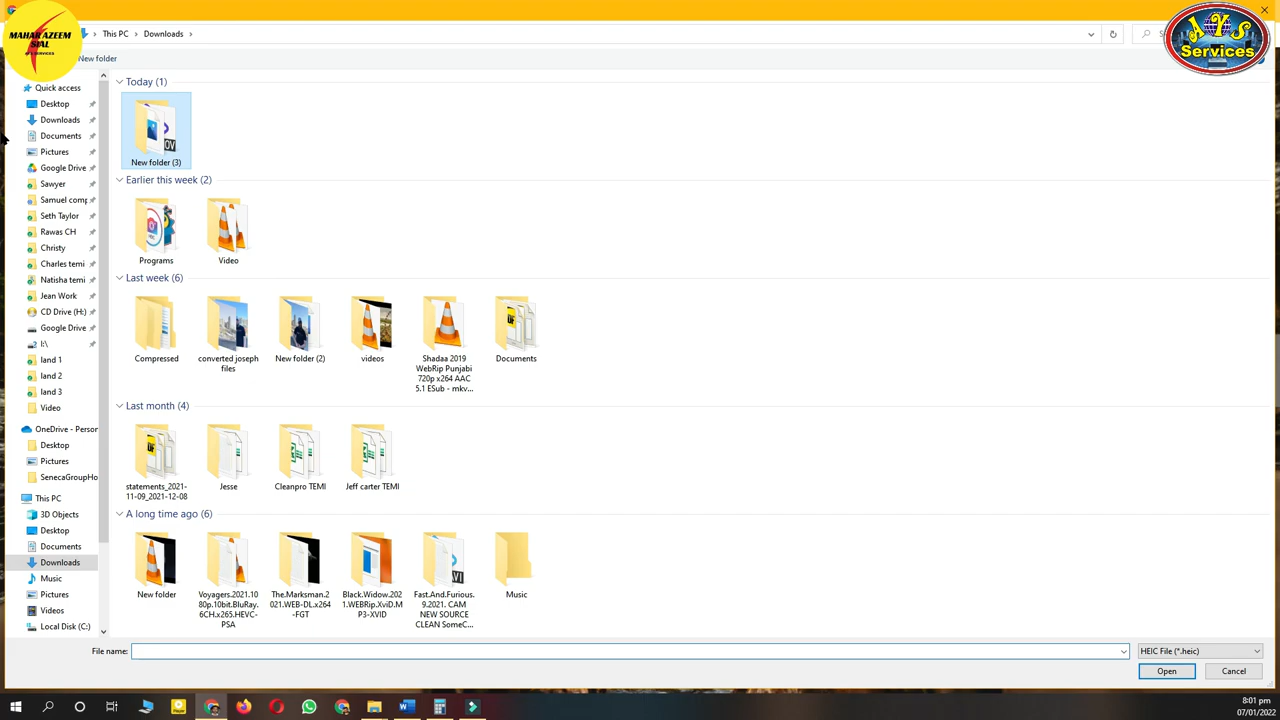 MAHAR AZEEM
SIAL
AYS
Services
This PC
Downloads
New folder
Quick access
Desktop
Downloads
Documents
Pictures
Google Drive
Sawyer
Samuel comp
Seth Taylor
Rawas CH
Christy
Charles temi
Natisha temi
Jean Work
CD Drive (H:)
Google Drive
I:\
land 1
land 2
land 3
Video
OneDrive - Person
Desktop
Pictures
SenecaGroupHo
This PC
3D Objects
Desktop
Documents
Downloads
Music
Pictures
Videos
Local Disk (C:)
Today (1)
New folder (3)
Earlier this week (2)
Programs
Video
Last week (6)
Compressed
converted joseph
files
New folder (2)
videos
Shadaa 2019
WebRip Punjabi
720p x264 AAC
5.1 ESub - mkv...
Documents
Last month (4)
statements_2021-
11-09_2021-12-08
Jesse
Cleanpro TEMI
Jeff carter TEMI
A long time ago (6)
New folder
Voyagers.2021.10
80p.10bit.BluRay.
6CH.x265.HEVC-
PSA
The.Marksman.2
021.WEB-DL.x264
-FGT
Black.Widow.202
1.WEBRip.XviD.M
P3-XVID
Fast.And.Furious.
9.2021. CAM
NEW SOURCE
CLEAN SomeC...
Music
File name:
HEIC File (*.heic)
Open
Cancel
8:01 pm
07/01/2022